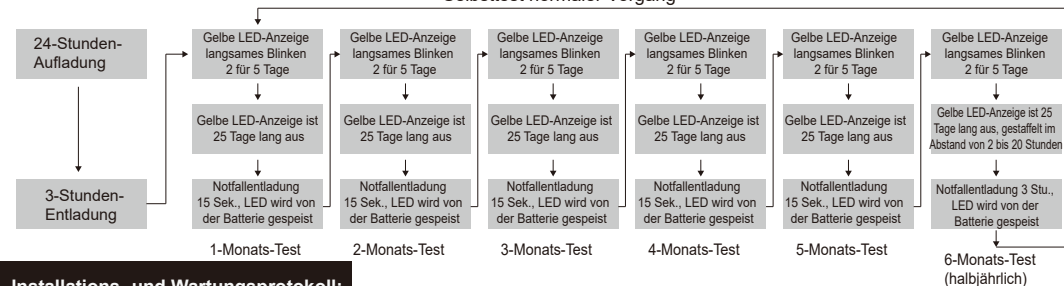 Selbsttest normaler Vorgang
24-Stunden-
Aufladung
3-Stunden-
Entladung
Gelbe LED-Anzeige
langsames Blinken
2 für 5 Tage
Gelbe LED-Anzeige ist
25 Tage lang aus
Notfallentladung
15 Sek., LED wird von
der Batterie gespeist
1-Monats-Test
Gelbe LED-Anzeige
langsames Blinken
2 für 5 Tage
Gelbe LED-Anzeige ist
25 Tage lang aus
Notfallentladung
15 Sek., LED wird von
der Batterie gespeist
2-Monats-Test
Gelbe LED-Anzeige
langsames Blinken
2 für 5 Tage
Gelbe LED-Anzeige ist
25 Tage lang aus
Notfallentladung
15 Sek., LED wird von
der Batterie gespeist
3-Monats-Test
Gelbe LED-Anzeige
langsames Blinken
2 für 5 Tage
Gelbe LED-Anzeige ist
25 Tage lang aus
Notfallentladung
15 Sek., LED wird von
der Batterie gespeist
4-Monats-Test
Gelbe LED-Anzeige
langsames Blinken
2 für 5 Tage
Gelbe LED-Anzeige ist
25 Tage lang aus
Notfallentladung
15 Sek., LED wird von
der Batterie gespeist
5-Monats-Test
Gelbe LED-Anzeige
langsames Blinken
2 für 5 Tage
Gelbe LED-Anzeige ist 25
Tage lang aus, gestaffelt im
Abstand von 2 bis 20 Stunden
Notfallentladung 3 Stu.,
LED wird von der
Batterie gespeist
6-Monats-Test
(halbjährlich)
Installations- und Wartungsprotokoll: